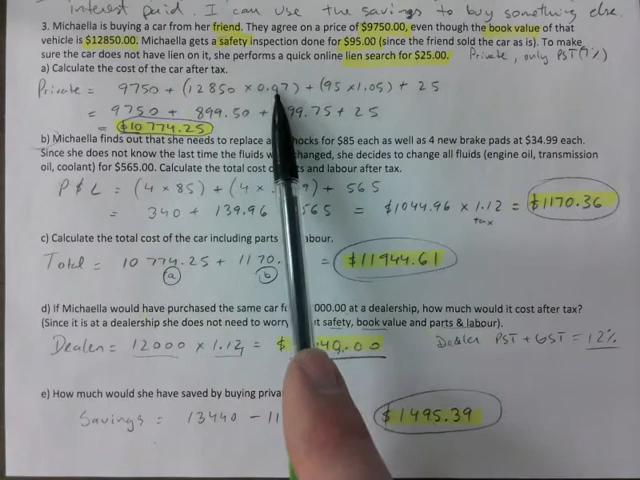 interest paid. I can use the savings to buy something else.
3. Michaella is buying a car from her friend. They agree on a price of $9750.00, even though the book value of that
vehicle is $12850.00. Michaella gets a safety inspection done for $95.00 (since the friend sold the car as is). To make
sure the car does not have lien on it, she performs a quick online lien search for $25.00. Private, only PST(7%)
a) Calculate the cost of the car after tax.
Private = 9750 + (12850 × 0.07) + (95 × 1.05) + 25
= 9750 + 899.50 + 99.75 + 25
= $10 774.25
b) Michaella finds out that she needs to replace a hocks for $85 each as well as 4 new brake pads at $34.99 each.
Since she does not know the last time the fluids w changed, she decides to change all fluids (engine oil, transmission
oil, coolant) for $565.00. Calculate the total cost of ts and labour after tax.
P & L = (4 × 85) + (4 × 9) + 565
= 340 + 139.96 565 = $1044.96 × 1.12 = $1170.36
tax
c) Calculate the total cost of the car including parts bour.
Total = 10 774.25 + 1170. = $11944.61
a b
d) If Michaella would have purchased the same car f 000.00 at a dealership, how much would it cost after tax?
(Since it is at a dealership she does not need to worry t safety, book value and parts & labour).
Dealer PST + GST = 12%
Dealer = 12000 × 1.12 = $ 40.00
e) How much would she have saved by buying priva
Savings = 13440 - 11 $1495.39